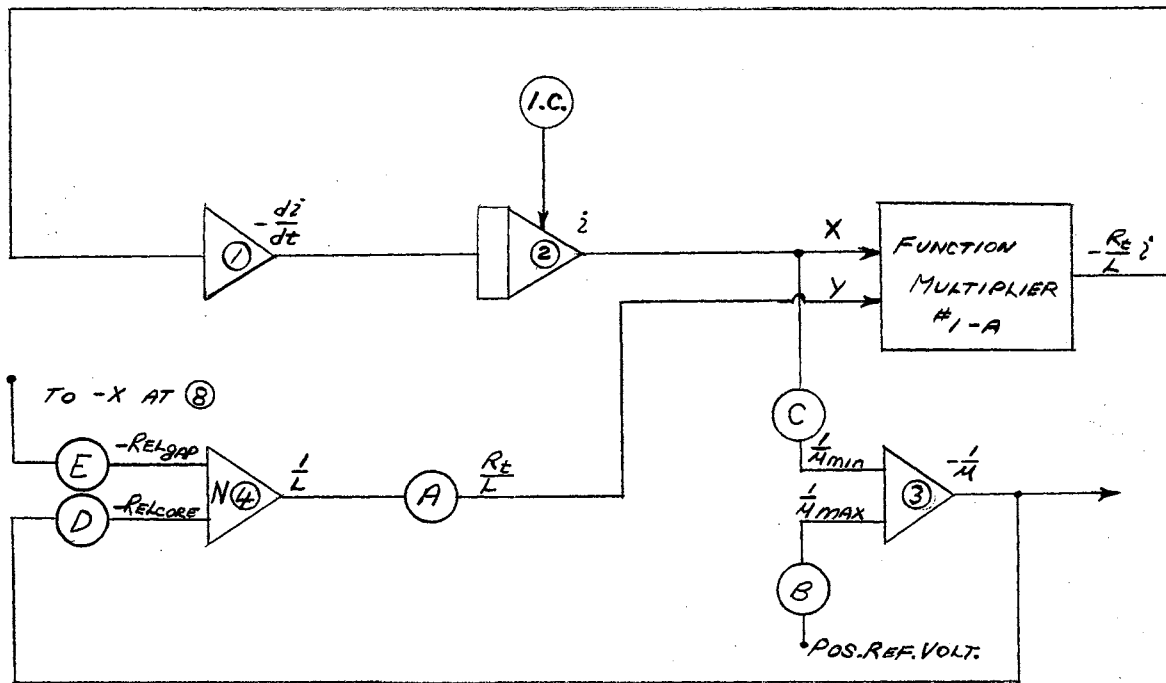 I.C.
-di/dt
1
2
i
X
Y
FUNCTION
MULTIPLIER
#1-A
-Rt/L i
TO -X AT 8
E
-RELGAP
N4
1/L
A
Rt/L
D
-RELCORE
C
1/μMIN
3
-1/μ
1/μMAX
B
POS.REF.VOLT.